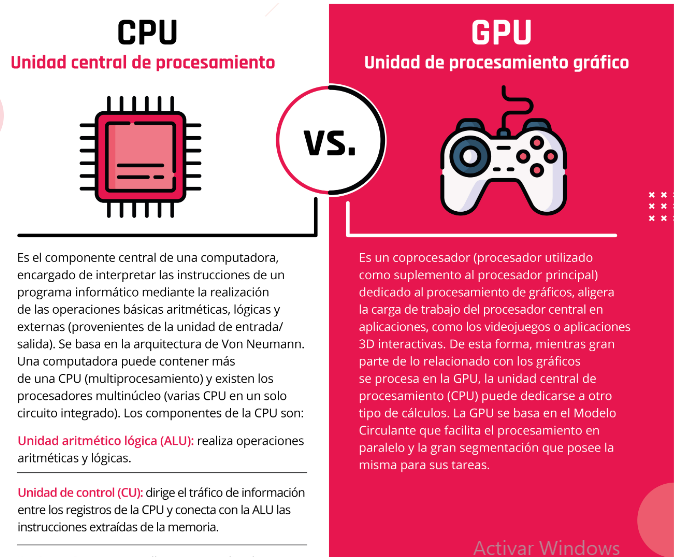 CPU
Unidad central de procesamiento
VS.
GPU
Unidad de procesamiento gráfico
Es el componente central de una computadora,
encargado de interpretar las instrucciones de un
programa informático mediante la realización
de las operaciones básicas aritméticas, lógicas y
externas (provenientes de la unidad de entrada/
salida). Se basa en la arquitectura de Von Neumann.
Una computadora puede contener más
de una CPU (multiprocesamiento) y existen los
procesadores multinúcleo (varias CPU en un solo
circuito integrado). Los componentes de la CPU son:
Unidad aritmético lógica (ALU): realiza operaciones
aritméticas y lógicas.
Unidad de control (CU): dirige el tráfico de información
entre los registros de la CPU y conecta con la ALU las
instrucciones extraídas de la memoria.
Es un coprocesador (procesador utilizado
como suplemento al procesador principal)
dedicado al procesamiento de gráficos, aligera
la carga de trabajo del procesador central en
aplicaciones, como los videojuegos o aplicaciones
3D interactivas. De esta forma, mientras gran
parte de lo relacionado con los gráficos
se procesa en la GPU, la unidad central de
procesamiento (CPU) puede dedicarse a otro
tipo de cálculos. La GPU se basa en el Modelo
Circulante que facilita el procesamiento en
paralelo y la gran segmentación que posee la
misma para sus tareas.
Activar Windows